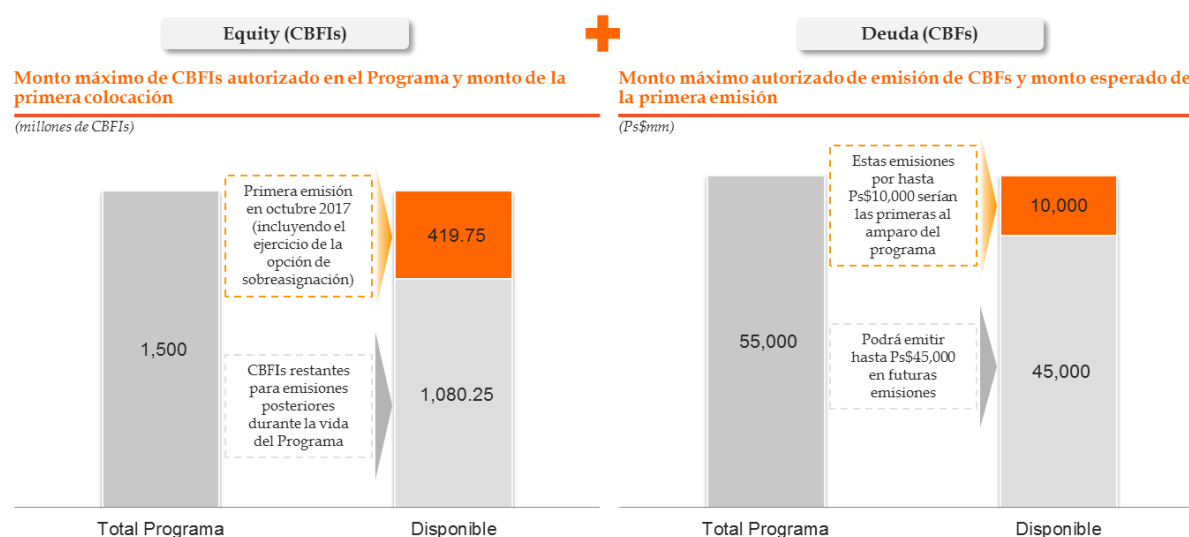 Equity (CBFIs)
Monto máximo de CBFIs autorizado en el Programa y monto de la
primera colocación
(millones de CBFIs)
Primera emisión
en octubre 2017
(incluyendo el
ejercicio de la
opción de
sobreasignación)
419.75
1,500
CBFIs restantes
para emisiones
posteriores
durante la vida
del Programa
1,080.25
Total Programa
Disponible
Deuda (CBFs)
Monto máximo autorizado de emisión de CBFs y monto esperado de
la primera emisión
(Ps$mm)
Estas emisiones
por hasta
Ps$10,000 serían
las primeras al
amparo del
programa
10,000
55,000
Podrá emitir
hasta Ps$45,000
en futuras
emisiones
45,000
Total Programa
Disponible